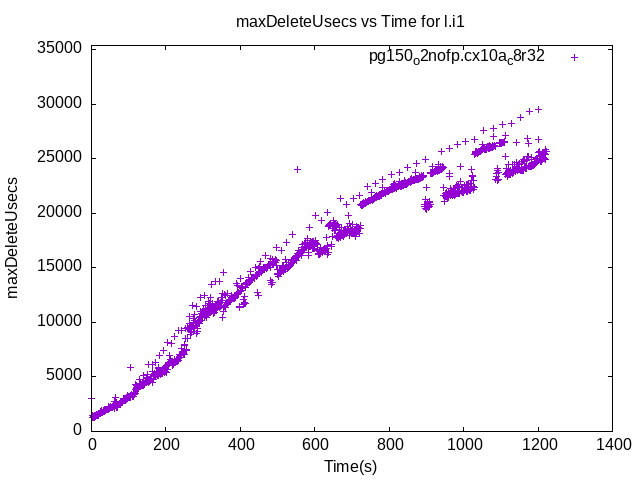 maxDeleteUsecs vs Time for l.i1
pg150o2nofp.cx10ac8r32
35000
30000
25000
20000
15000
10000
5000
0
maxDeleteUsecs
0 200 400 600 800 1000 1200 1400
Time(s)